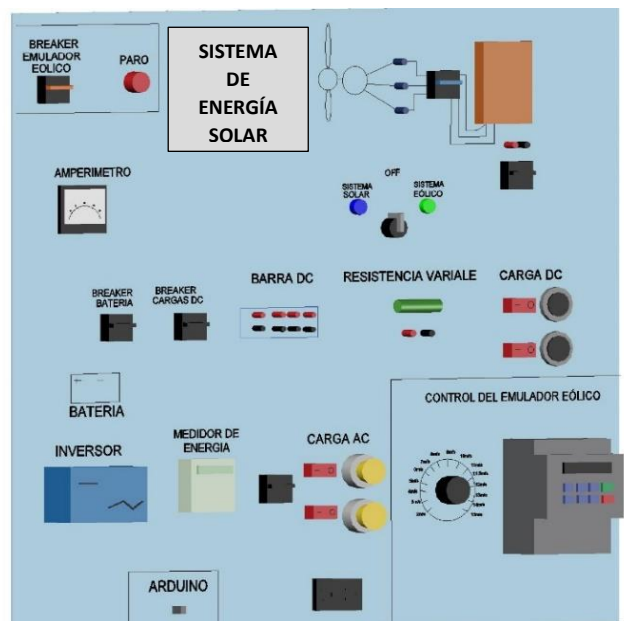 BREAKER
EMULADOR
EOLICO
PARO
SISTEMA
DE
ENERGÍA
SOLAR
AMPERIMETRO
OFF
SISTEMA
SOLAR
SISTEMA
EÓLICO
BREAKER
BATERIA
BREAKER
CARGAS DC
BARRA DC
RESISTENCIA VARIALE
CARGA DC
BATERIA
CONTROL DEL EMULADOR EÓLICO
INVERSOR
MEDIDOR DE
ENERGIA
CARGA AC
ARDUINO